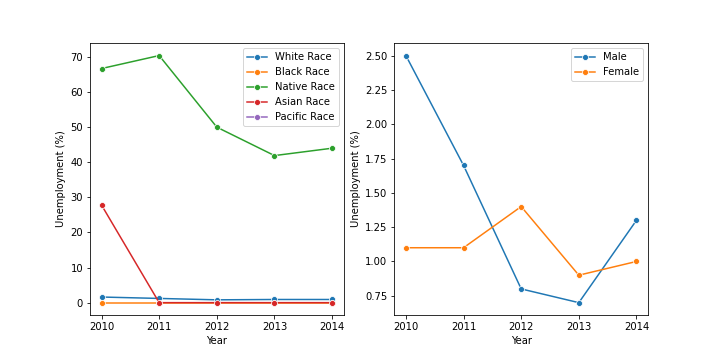 White Race
Black Race
Native Race
Asian Race
Pacific Race
70
60
50
40
30
20
10
0
Unemployment (%)
2010 2011 2012 2013 2014
Year
Male
Female
2.50
2.25
2.00
1.75
1.50
1.25
1.00
0.75
Unemployment (%)
2010 2011 2012 2013 2014
Year